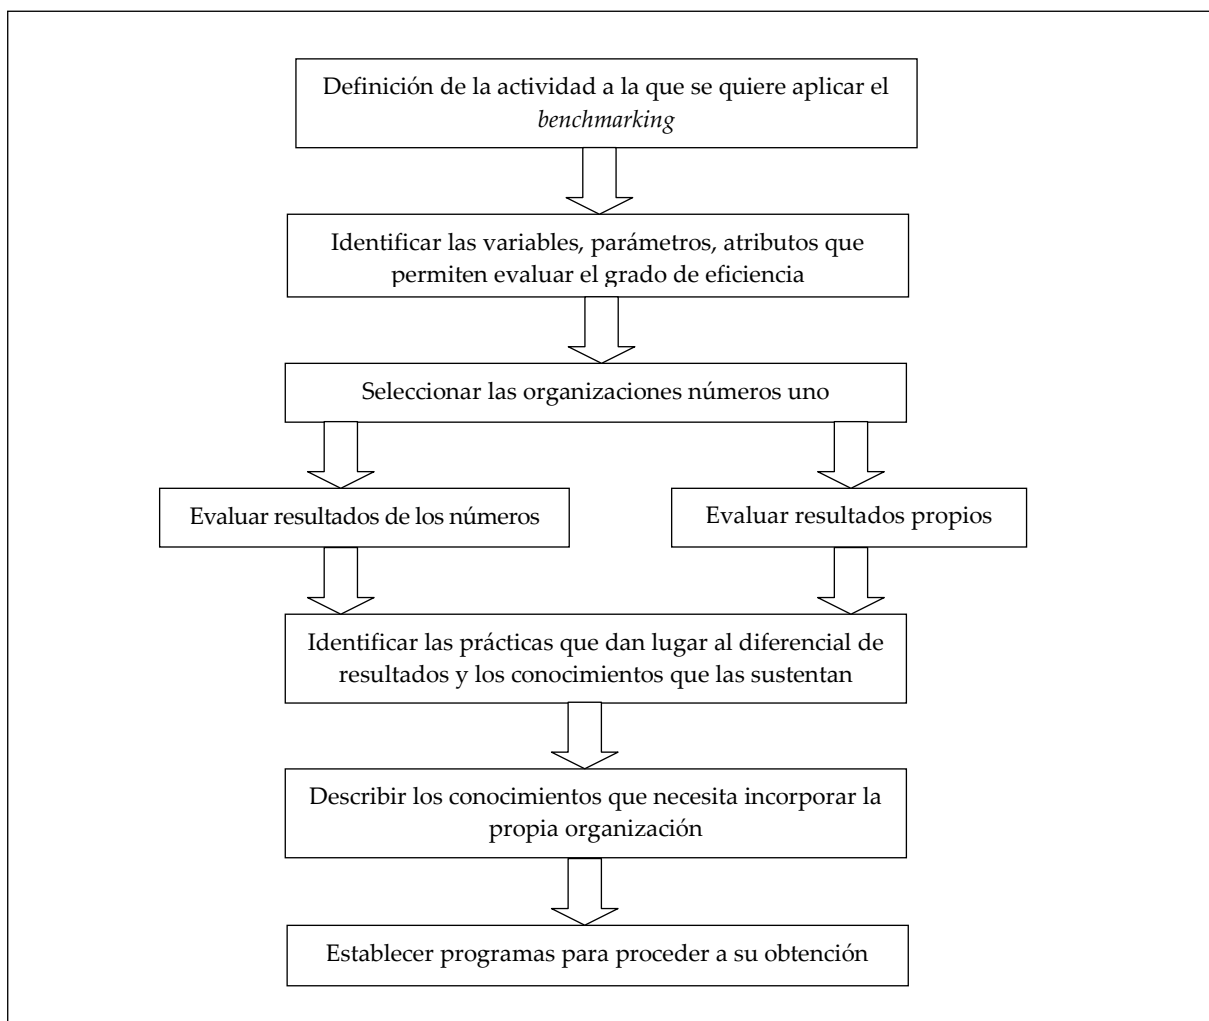 Definición de la actividad a la que se quiere aplicar el
benchmarking
Identificar las variables, parámetros, atributos que
permiten evaluar el grado de eficiencia
Seleccionar las organizaciones números uno
Evaluar resultados de los números
Evaluar resultados propios
Identificar las prácticas que dan lugar al diferencial de
resultados y los conocimientos que las sustentan
Describir los conocimientos que necesita incorporar la
propia organización
Establecer programas para proceder a su obtención